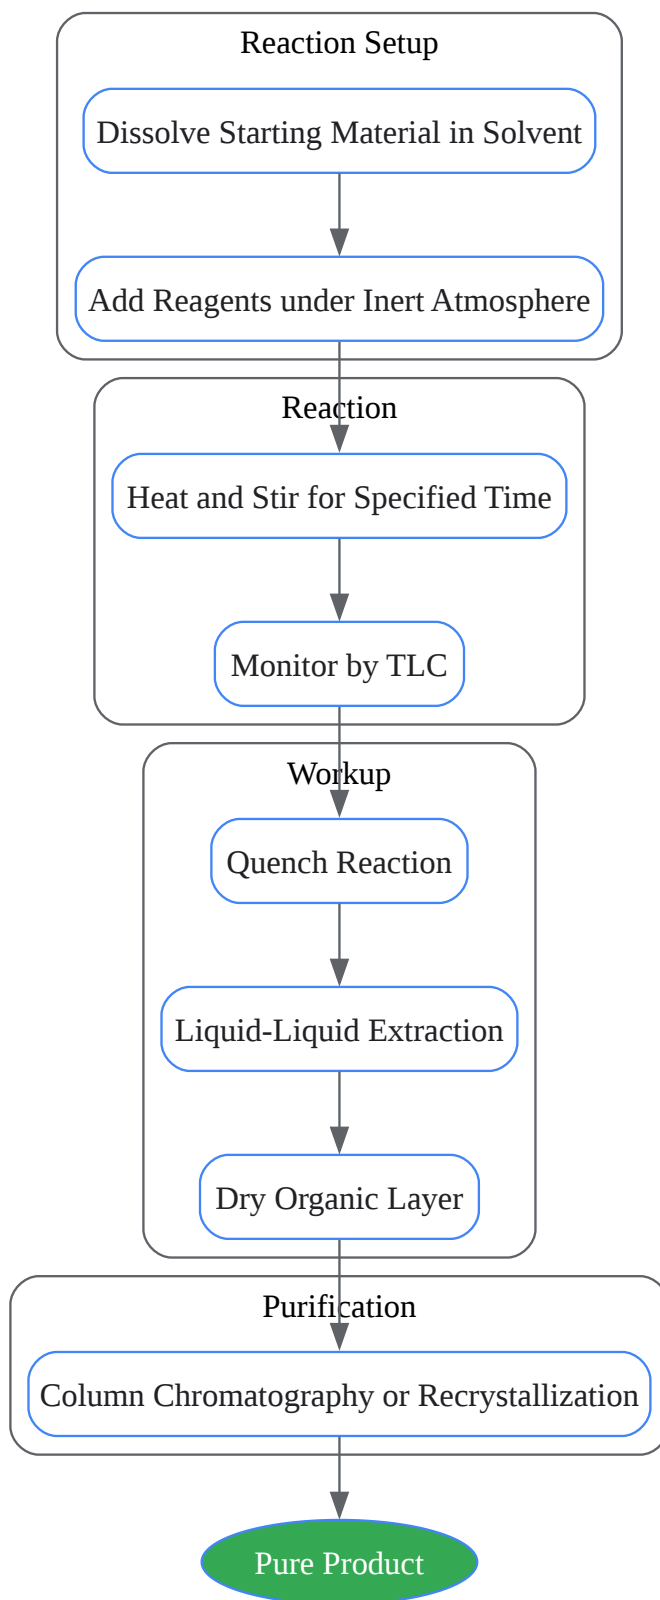 Reaction Setup
Dissolve Starting Material in Solvent
Add Reagents under Inert Atmosphere
Reaction
Heat and Stir for Specified Time
Monitor by TLC
Workup
Quench Reaction
Liquid-Liquid Extraction
Dry Organic Layer
Purification
Column Chromatography or Recrystallization
Pure Product